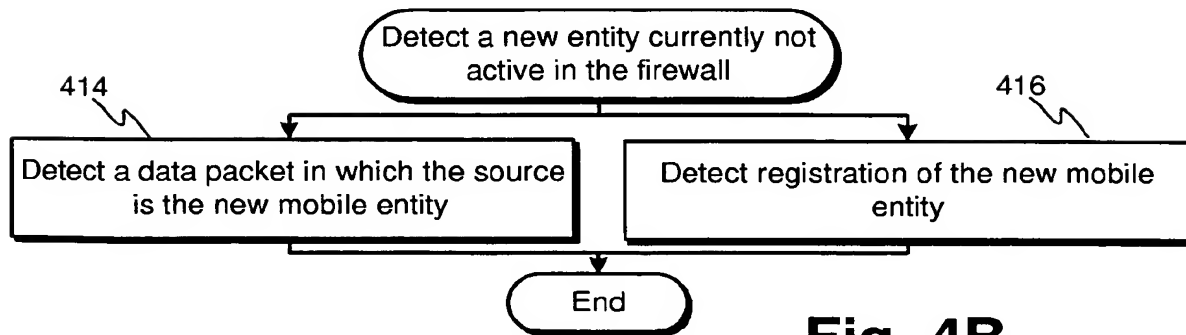 Detect a new entity currently not
active in the firewall
414
416
Detect a data packet in which the source
is the new mobile entity
Detect registration of the new mobile
entity
End
Fig. 4B